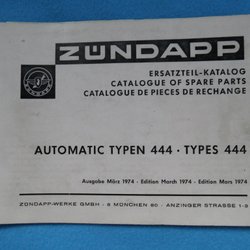 ZÜNDAPP
ERSATZTEIL-KATALOG
CATALOGUE OF SPARE PARTS
CATALOGUE DE PIECES DE RECHANGE
AUTOMATIC TYPEN 444 · TYPES 444
Ausgabe März 1974 - Edition March 1974 - Edition Mars 1974
ZÜNDAPP-WERKE GMBH · 8 MÜNCHEN 80 · ANZINGER STRASSE 1-3